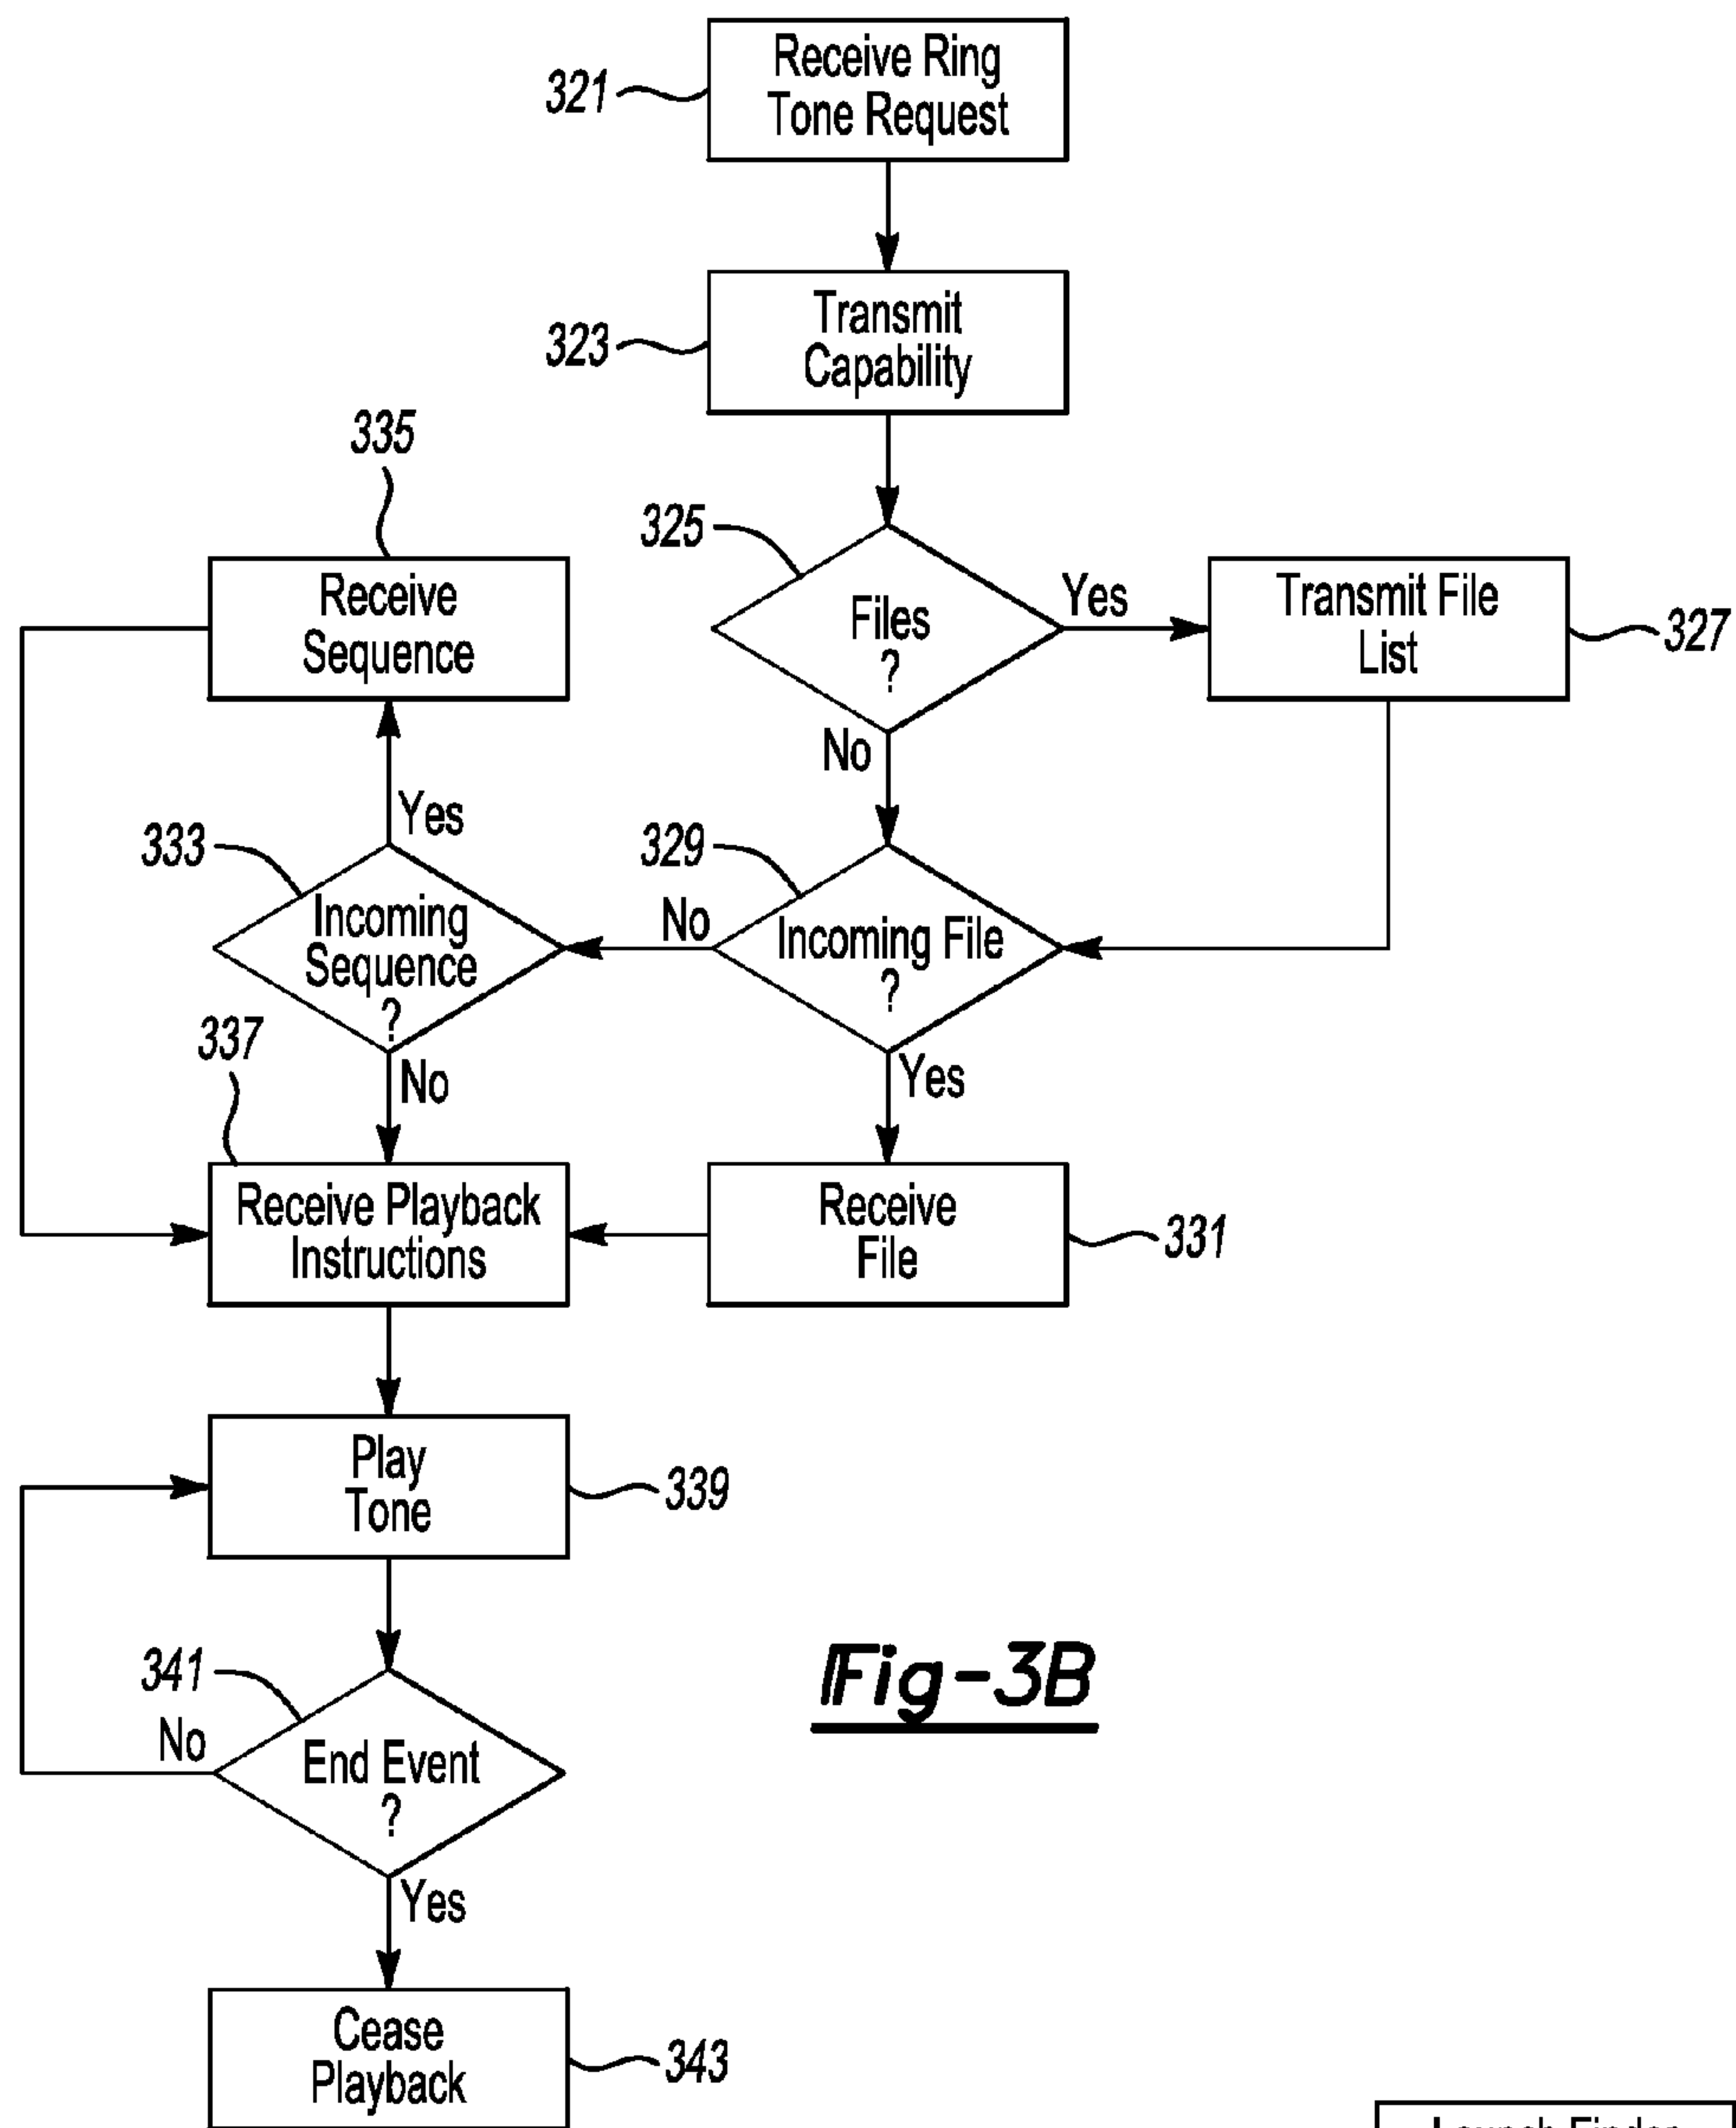 Receive Ring
Tone Request
321
Transmit
Capability
323
335
325
Receive
Sequence
Files
?
Yes
Transmit File
List
327
No
Yes
333
329
Incoming
Sequence
?
No
Incoming File
?
337
No
Yes
Receive Playback
Instructions
Receive
File
331
Play
Tone
339
341
No
End Event
?
Fig-3B
Yes
Cease
Playback
343
Launch Finder